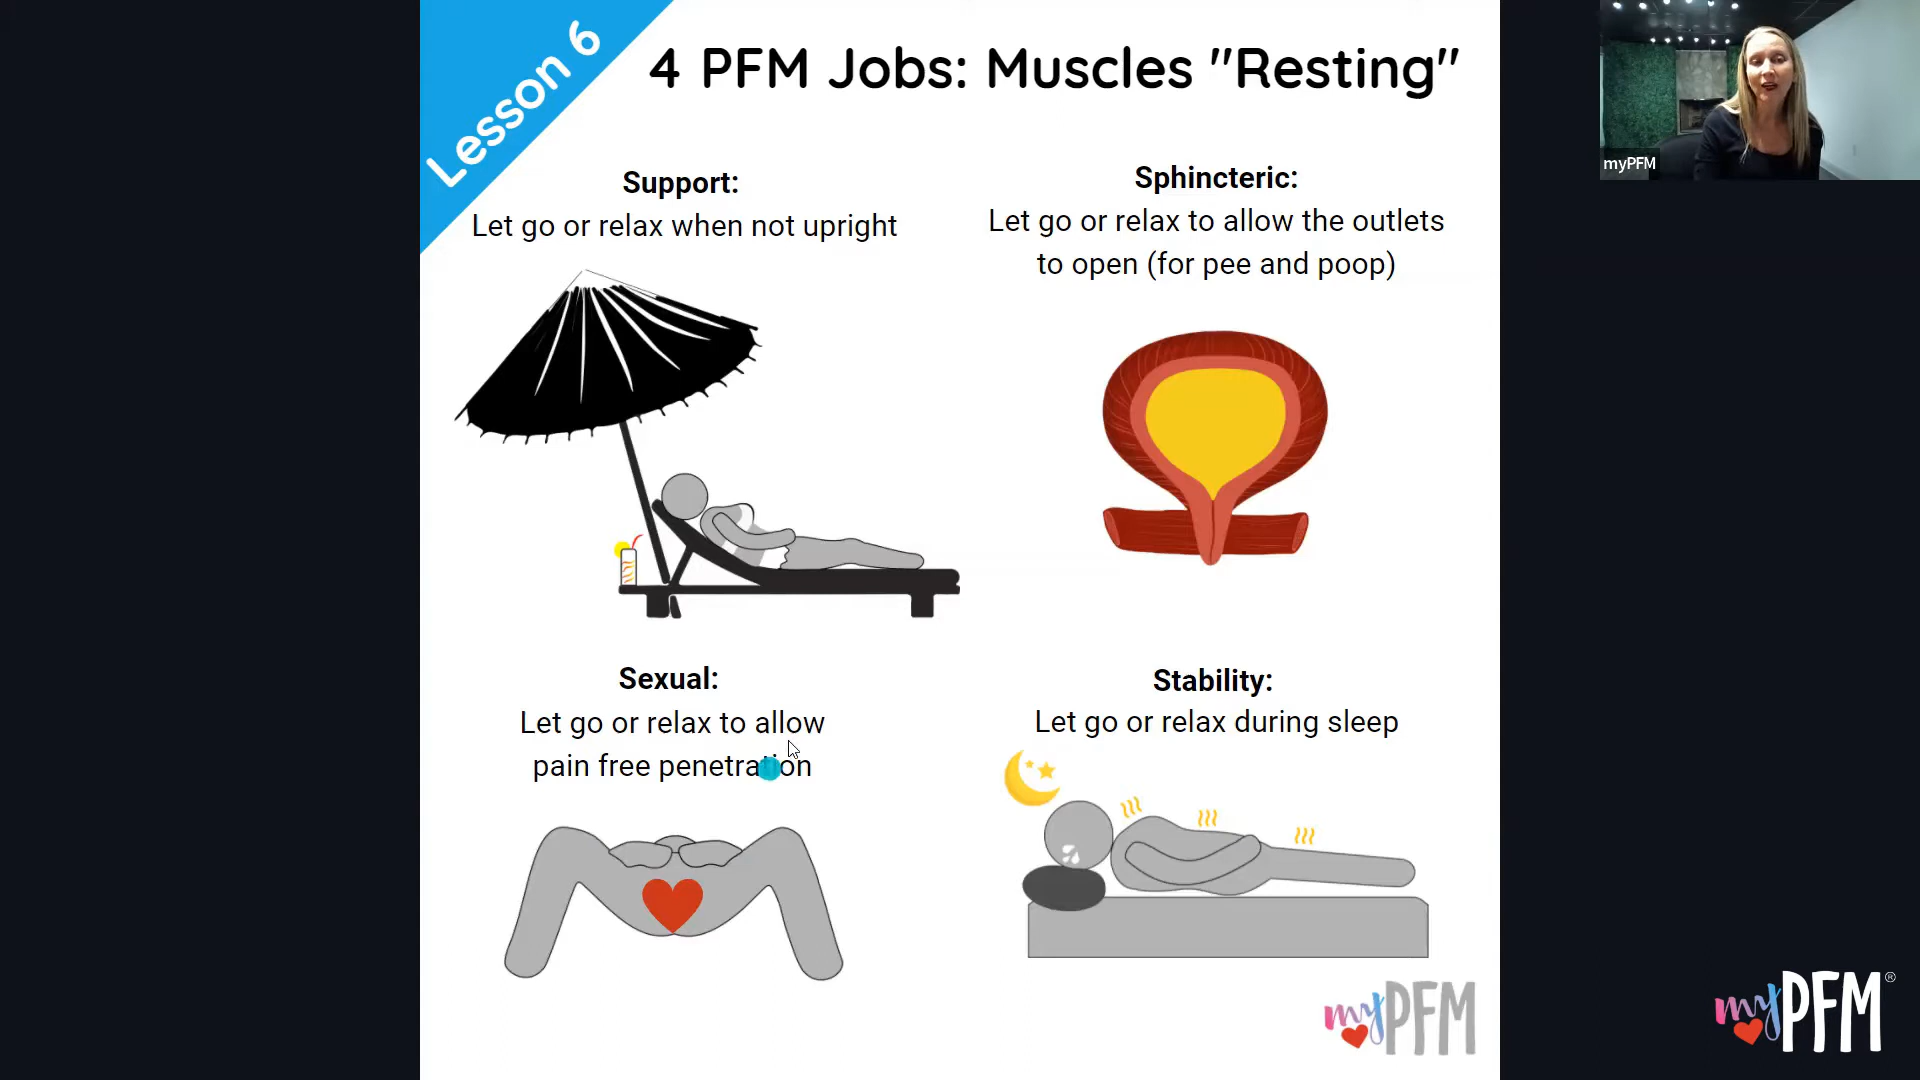 Lesson 6
4 PFM Jobs: Muscles "Resting"
Support:
Let go or relax when not upright
Sphincteric:
Let go or relax to allow the outlets
to open (for pee and poop)
Sexual:
Let go or relax to allow
pain free penetration
Stability:
Let go or relax during sleep
myPFM
myPFM
myPFM®